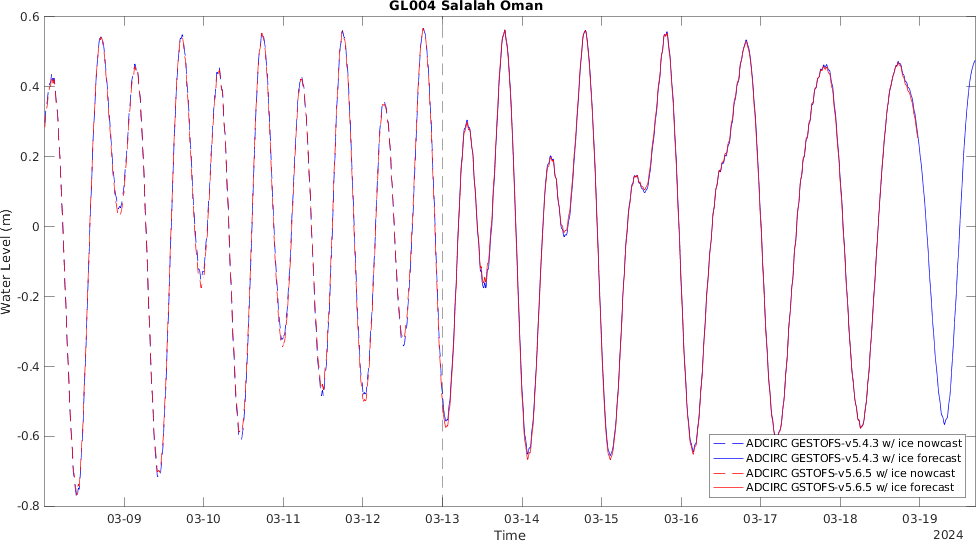 GL004 Salalah Oman
0.6
0.4
0.2
0
-0.2
-0.4
-0.6
-0.8
Water Level (m)
03-09 03-10 03-11 03-12 03-13 03-14 03-15 03-16 03-17 03-18 03-19
Time
2024
ADCIRC GESTOFS-v5.4.3 w/ ice nowcast
ADCIRC GESTOFS-v5.4.3 w/ ice forecast
ADCIRC GSTOFS-v5.6.5 w/ ice nowcast
ADCIRC GSTOFS-v5.6.5 w/ ice forecast